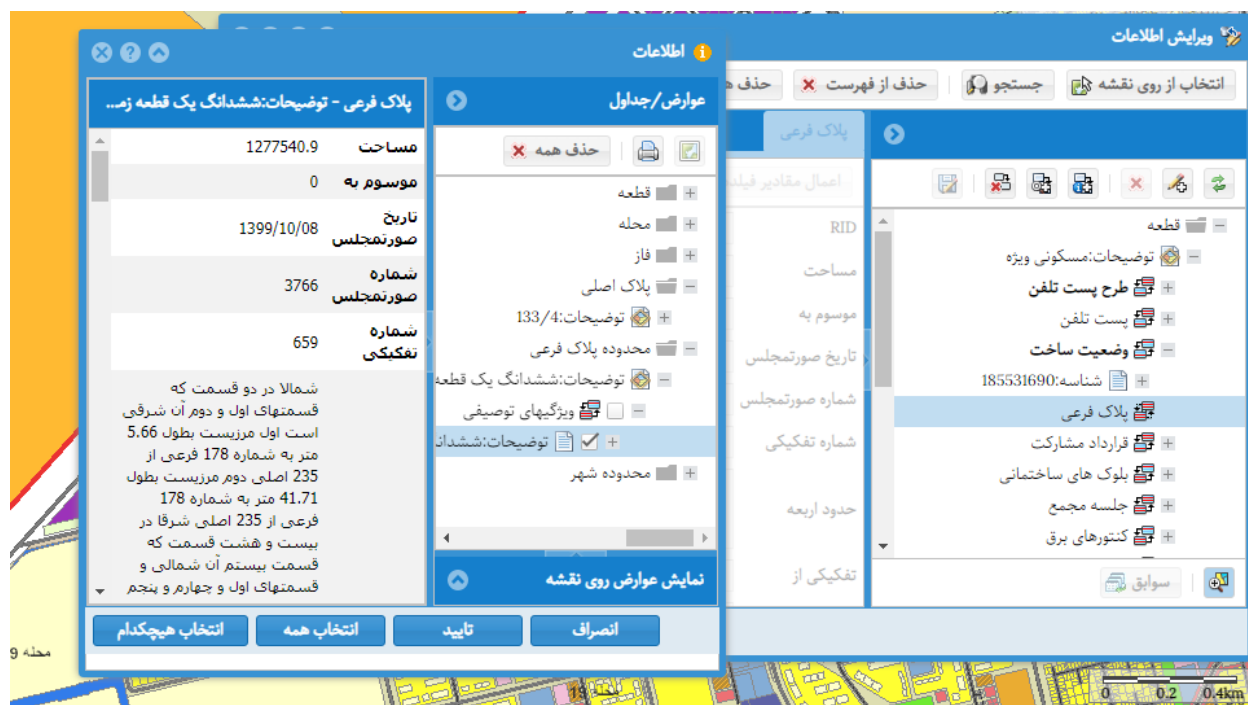 ویرایش اطلاعات
انتخاب از روی نقشه
جستجو
حذف از فهرست
پلاک فرعی
اعمال مقادیر
RID
مساحت
موسوم به
تاریخ صورتمجلس
شماره صورتمجلس
شماره تفکیکی
حدود اربعه
تفکیکی از
قطعه
توضیحات:مسکونی ویژه
طرح پست تلفن
پست تلفن
وضعیت ساخت
شناسه:185531690
پلاک فرعی
قرارداد مشارکت
بلوک های ساختمانی
جلسه مجمع
کنتورهای برق
سوابق
اطلاعات
عوارض/جداول
حذف همه
قطعه
محله
فاز
پلاک اصلی
توضیحات:133/4
محدوده پلاک فرعی
توضیحات:ششدانگ یک قطعه
ویژگیهای توصیفی
توضیحات:ششدان
محدوده شهر
نمایش عوارض روی نقشه
پلاک فرعی - توضیحات:ششدانگ یک قطعه زم...
مساحت 1277540.9
موسوم به 0
تاریخ صورتمجلس 1399/10/08
شماره صورتمجلس 3766
شماره تفکیکی 659
شمالا در دو قسمت که
قسمتهای اول و دوم آن شرقی
است اول مرزیست بطول 5.66
متر به شماره 178 فرعی از
235 اصلی دوم مرزیست بطول
41.71 متر به شماره 178
فرعی از 235 اصلی شرقا در
بیست و هشت قسمت که
قسمت بیستم آن شمالی و
قسمتهای اول و چهارم و پنجم
انصراف
تایید
انتخاب همه
انتخاب هیچکدام
محله 9
0 0.2 0.4km